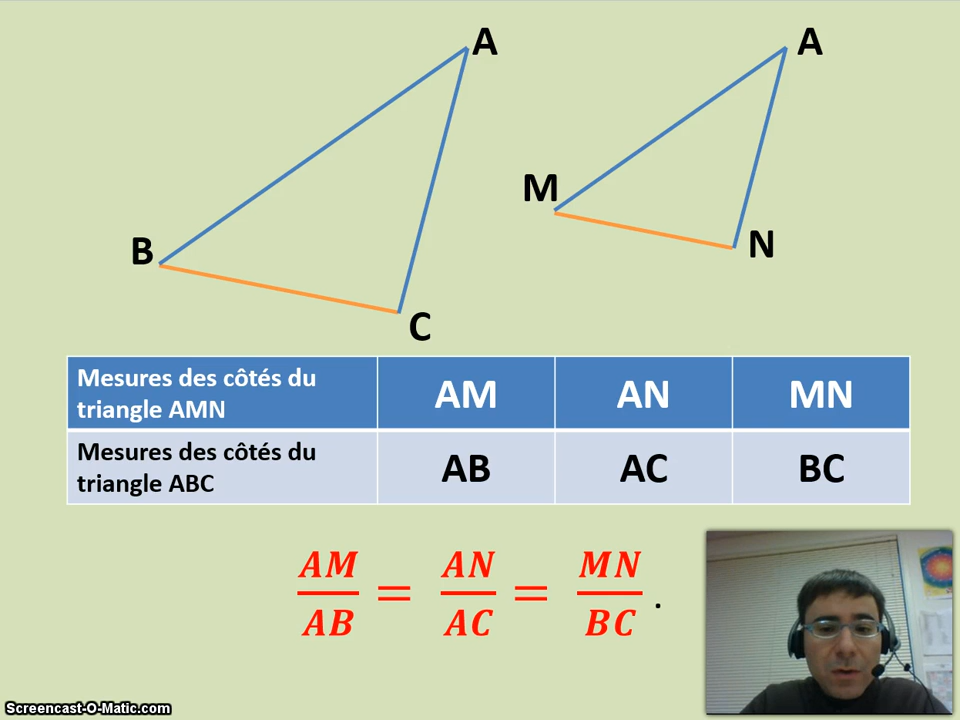 A
A
M
B
N
C
Mesures des côtés du
triangle AMN
AM
AN
MN
Mesures des côtés du
triangle ABC
AB
AC
BC
AM/AB = AN/AC = MN/BC .
Screencast-O-Matic.com